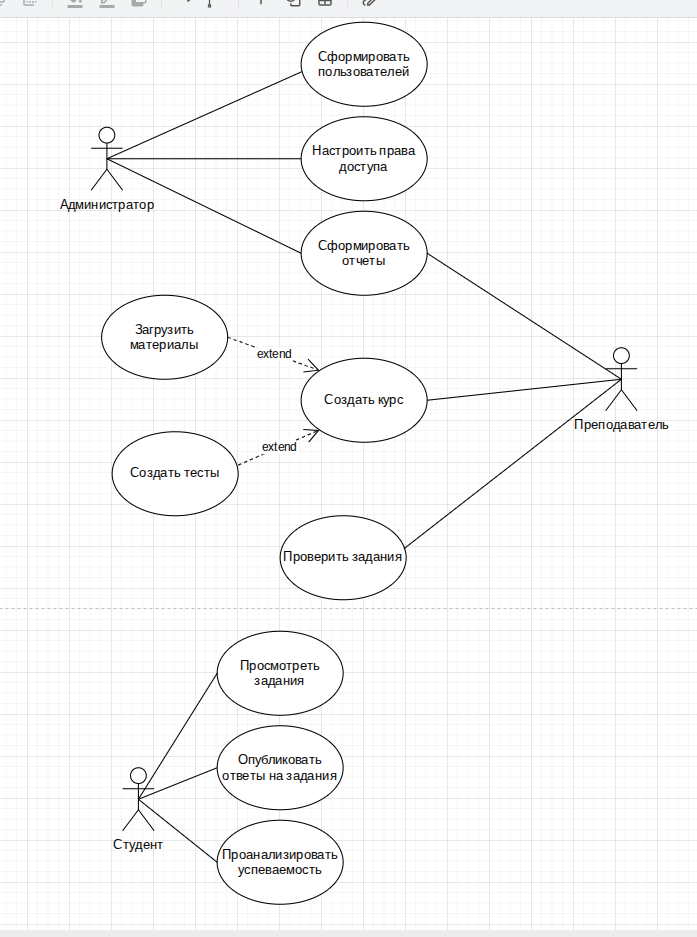 Сформировать
пользователей
Настроить права
доступа
Администратор
Сформировать
отчеты
Загрузить
материалы
extend
Создать курс
Преподаватель
extend
Создать тесты
Проверить задания
Просмотреть
задания
Опубликовать
ответы на задания
Студент
Проанализировать
успеваемость